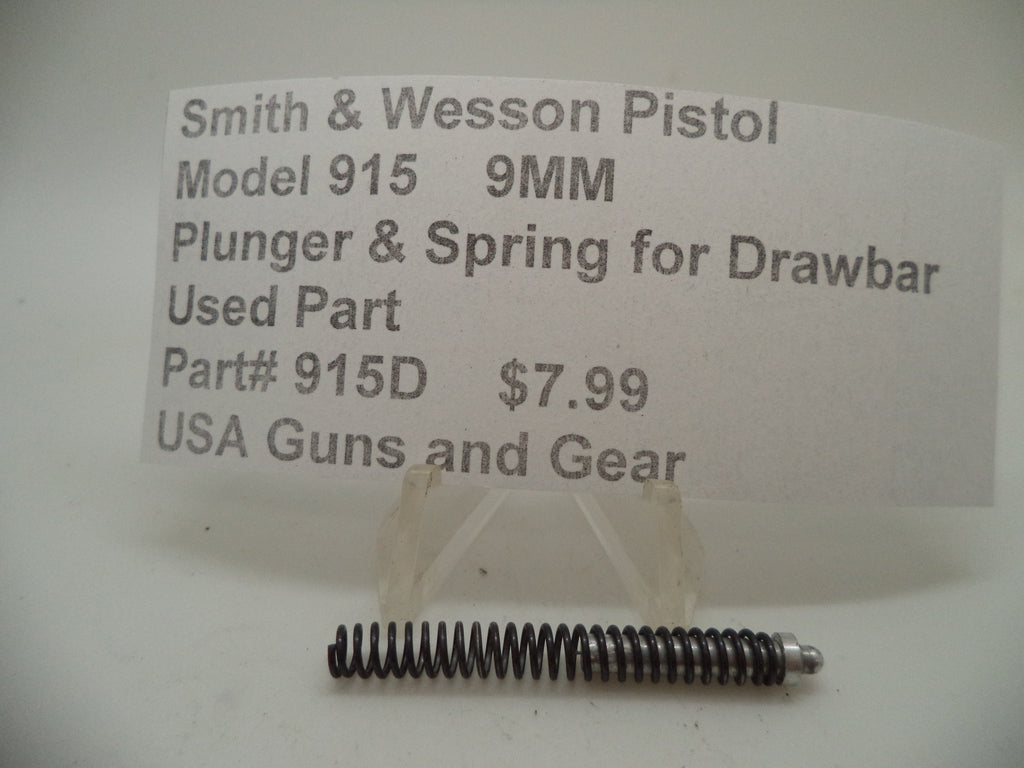 Smith & Wesson Pistol
Model 915 9MM
Plunger & Spring for Drawbar
Used Part
Part# 915D $7.99
USA Guns and Gear